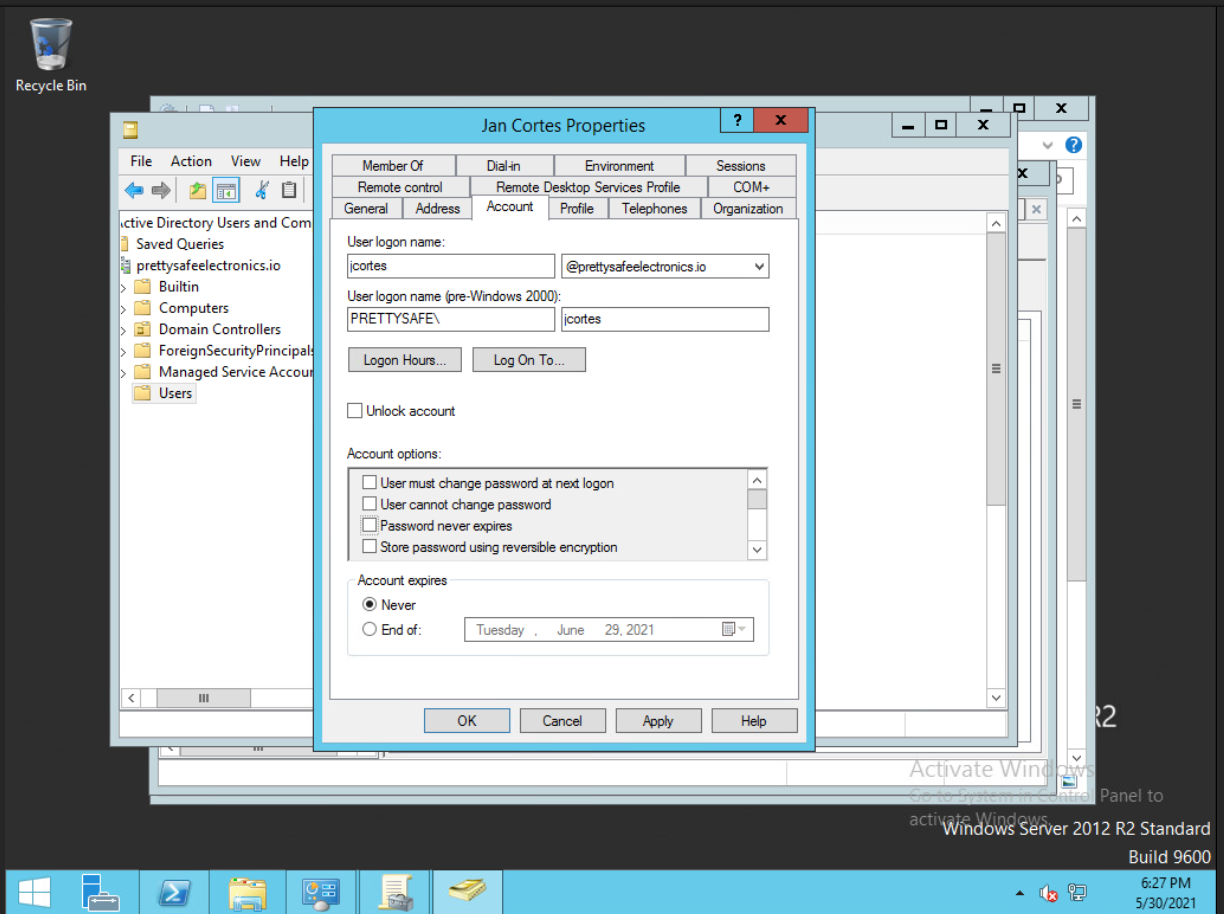 Recycle Bin
Jan Cortes Properties
?
File Action View Help
ctive Directory Users and Com
Saved Queries
prettysafeelectronics.io
Builtin
Computers
Domain Controllers
ForeignSecurityPrincipals
Managed Service Accour
Users
Member Of Dial-in Environment Sessions
Remote control Remote Desktop Services Profile COM+
General Address Account Profile Telephones Organization
User logon name:
jcortes @prettysafeelectronics.io
User logon name (pre-Windows 2000):
PRETTYSAFE\ jcortes
Logon Hours... Log On To...
Unlock account
Account options:
User must change password at next logon
User cannot change password
Password never expires
Store password using reversible encryption
Account expires
Never
End of: Tuesday , June 29, 2021
OK Cancel Apply Help
R2
Activate Windows
Go to System in Control Panel to
activate Windows.
Windows Server 2012 R2 Standard
Build 9600
6:27 PM
5/30/2021